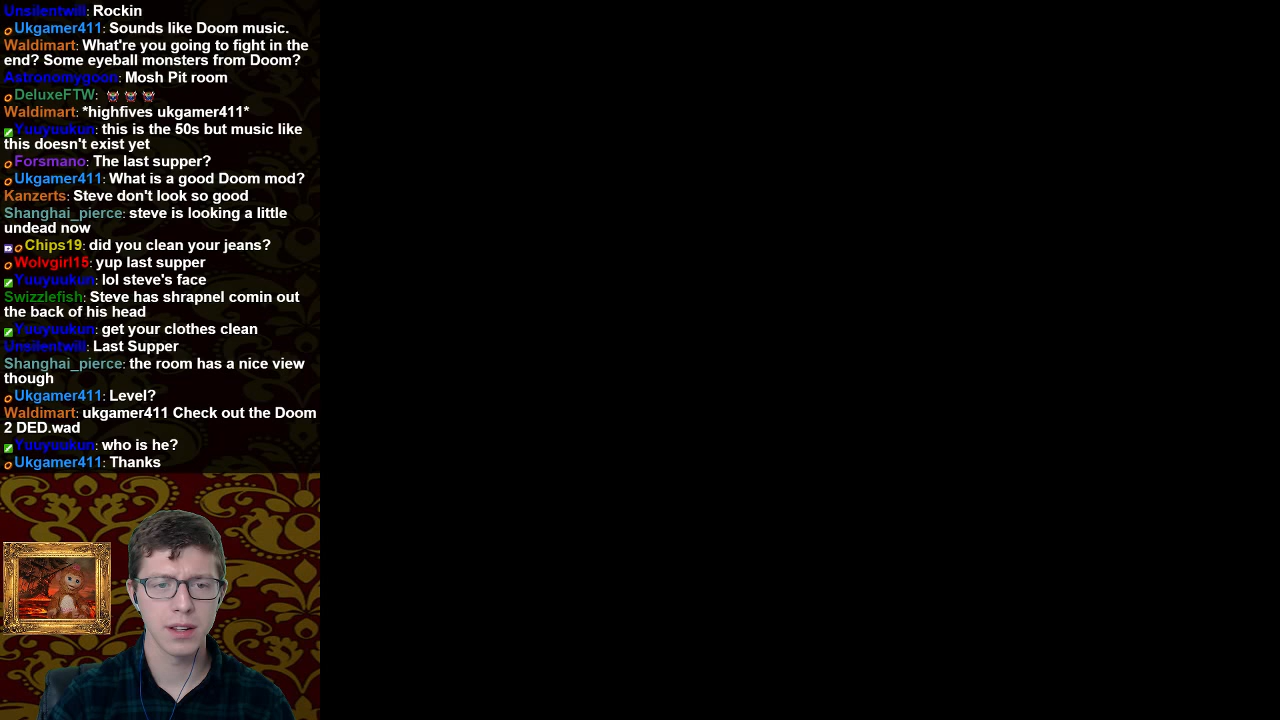 Unsilentwill: Rockin
Ukgamer411: Sounds like Doom music.
Waldimart: What're you going to fight in the
end? Some eyeball monsters from Doom?
Astronomygoon: Mosh Pit room
DeluxeFTW:
Waldimart: *highfives ukgamer411*
Yuuyuukun: this is the 50s but music like
this doesn't exist yet
Forsmano: The last supper?
Ukgamer411: What is a good Doom mod?
Kanzerts: Steve don't look so good
Shanghai_pierce: steve is looking a little
undead now
Chips19: did you clean your jeans?
Wolvgirl15: yup last supper
Yuuyuukun: lol steve's face
Swizzlefish: Steve has shrapnel comin out
the back of his head
Yuuyuukun: get your clothes clean
Unsilentwill: Last Supper
Shanghai_pierce: the room has a nice view
though
Ukgamer411: Level?
Waldimart: ukgamer411 Check out the Doom
2 DED.wad
Yuuyuukun: who is he?
Ukgamer411: Thanks